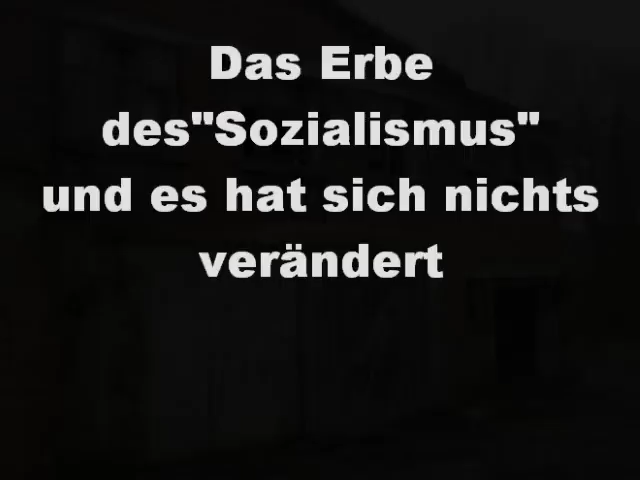 Das Erbe
des"Sozialismus"
und es hat sich nichts
verändert